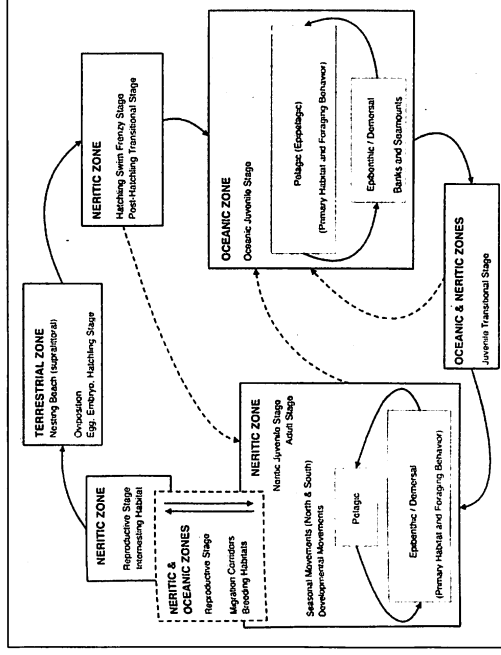 TERRESTRIAL ZONE
Nesting Beach (supralittoral)
Oviposition
Egg, Embryo, Hatchling Stage
NERITIC ZONE
Hatchling Swim Frenzy Stage
Post-Hatchling Transitional Stage
OCEANIC ZONE
Oceanic Juvenile Stage
Pelagic (Epipelagic)
(Primary Habitat and Foraging Behavior)
Epibenthic / Demersal
Banks and Seamounts
OCEANIC & NERITIC ZONES
Juvenile Transitional Stage
NERITIC ZONE
Neritic Juvenile Stage
Adult Stage
Seasonal Movements (North & South)
Developmental Movements
Pelagic
Epibenthic / Demersal
(Primary Habitat and Foraging Behavior)
NERITIC &
OCEANIC ZONES
Reproductive Stage
Migration Corridors
Breeding Habitats
NERITIC ZONE
Reproductive Stage
Internesting Habitat